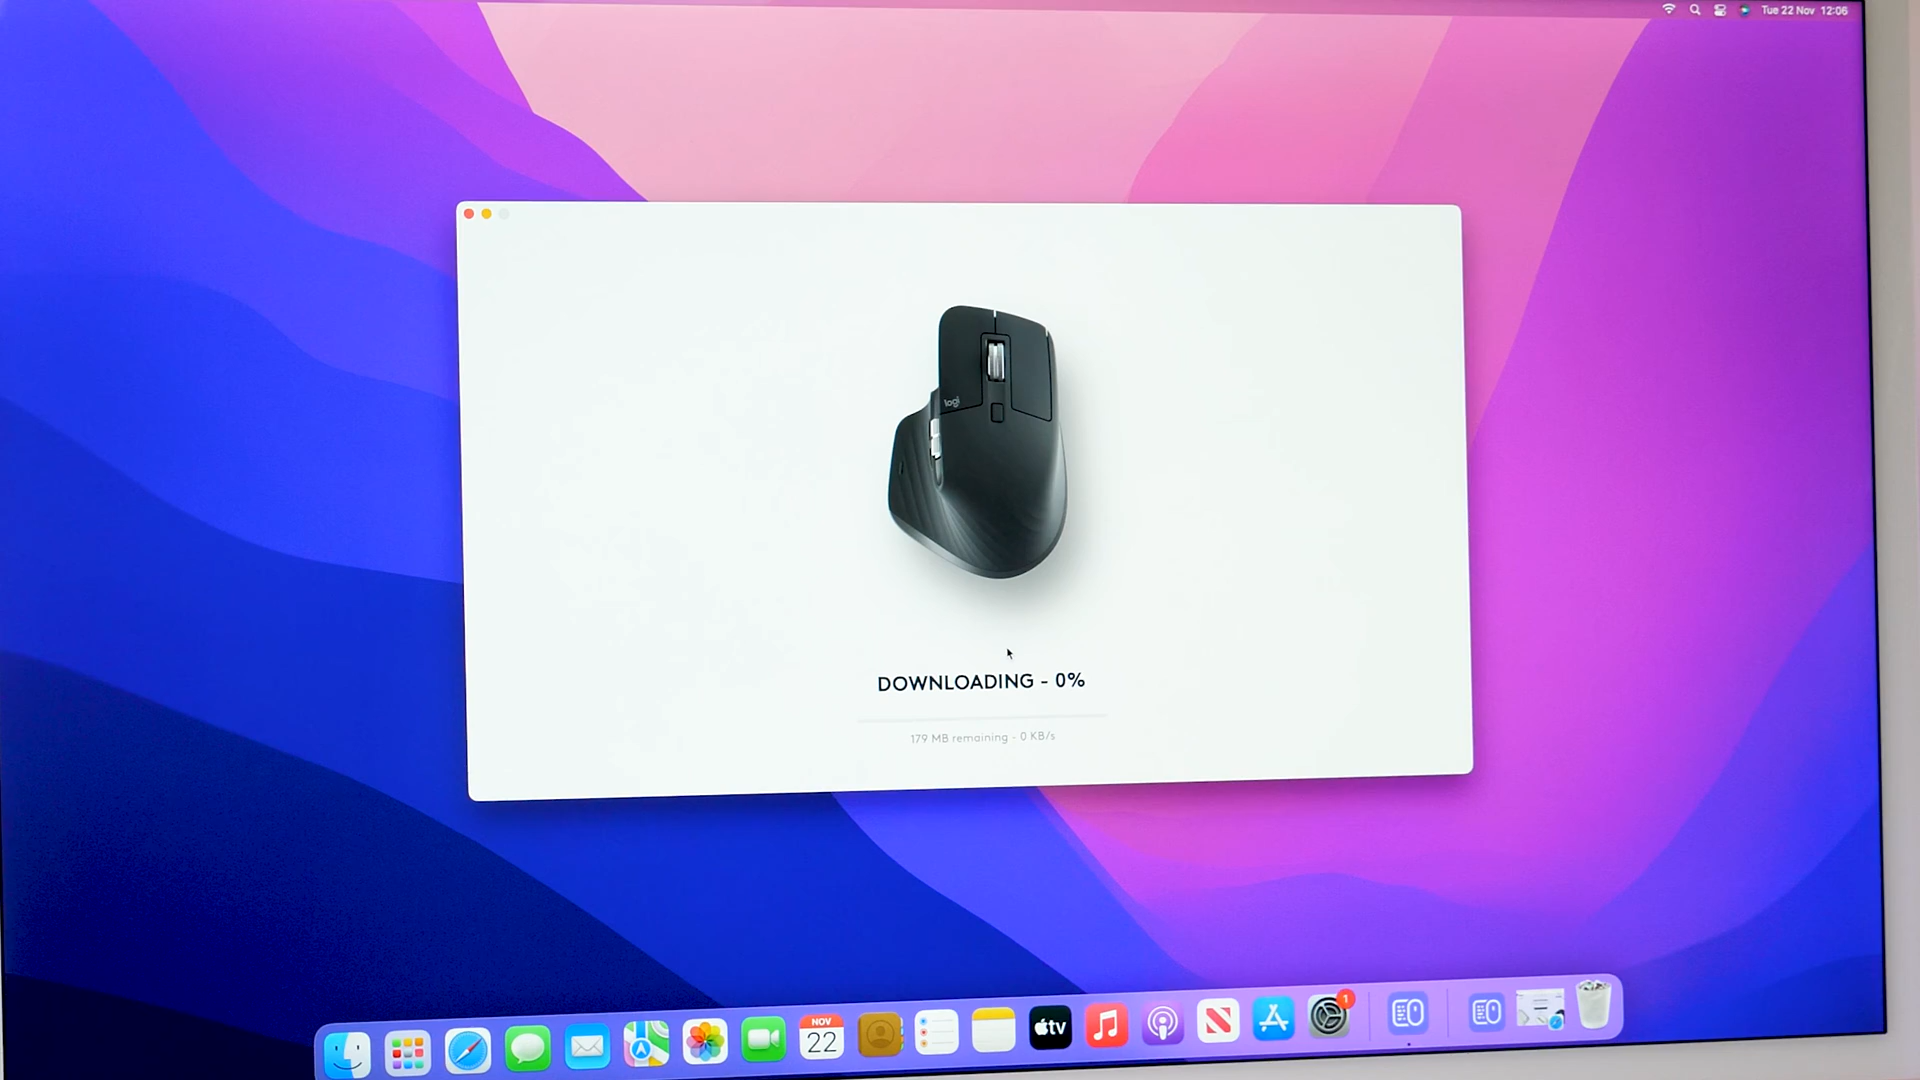 Tue 22 Nov 12:06
logi
DOWNLOADING - 0%
179 MB remaining - 0 KB/s
NOV
22
tv
1